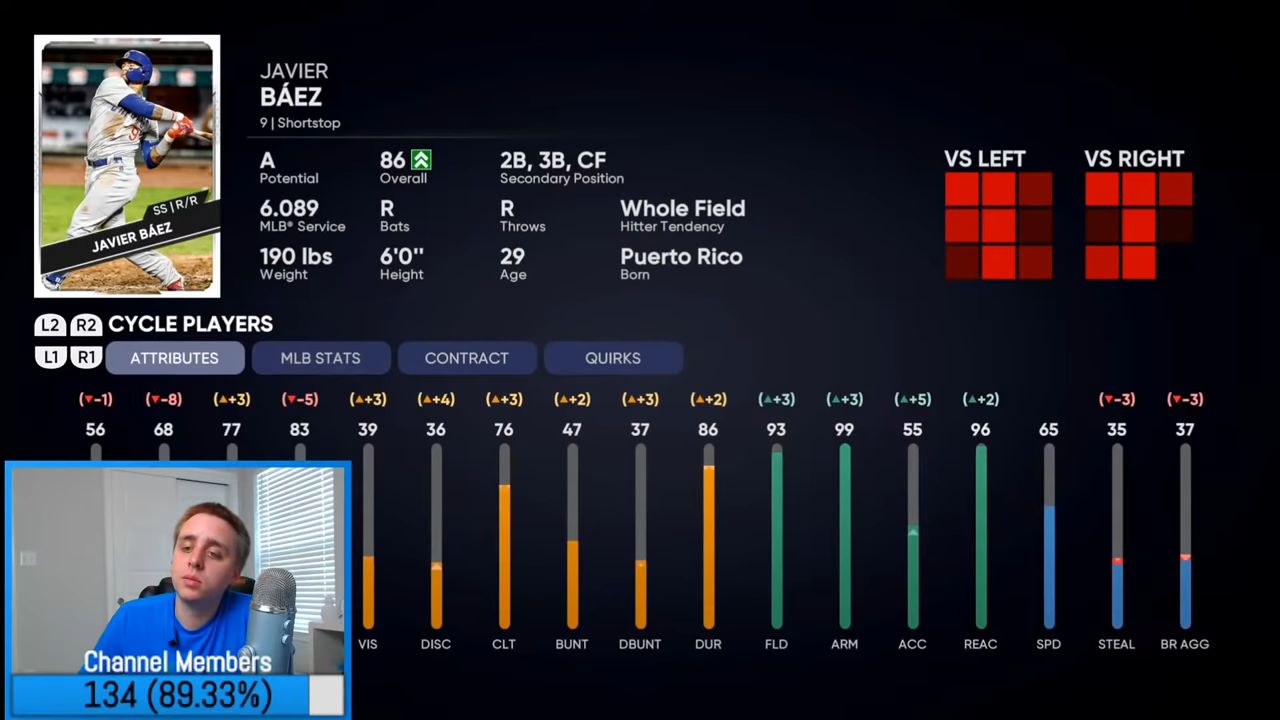 JAVIER
BÁEZ
9 | Shortstop
A
Potential
86
Overall
2B, 3B, CF
Secondary Position
6.089
MLB® Service
R
Bats
R
Throws
Whole Field
Hitter Tendency
190 lbs
Weight
6'0''
Height
29
Age
Puerto Rico
Born
VS LEFT
VS RIGHT
SS | R/R
JAVIER BÁEZ
L2 R2 CYCLE PLAYERS
L1 R1 ATTRIBUTES MLB STATS CONTRACT QUIRKS
(▼-1) (▼-8) (▲+3) (▼-5) (▲+3) (▲+4) (▲+3) (▲+2) (▲+3) (▲+2) (▲+3) (▲+3) (▲+5) (▲+2) (▼-3) (▼-3)
56 68 77 83 39 36 76 47 37 86 93 99 55 96 65 35 37
VIS DISC CLT BUNT DBUNT DUR FLD ARM ACC REAC SPD STEAL BR AGG
Channel Members
134 (89.33%)